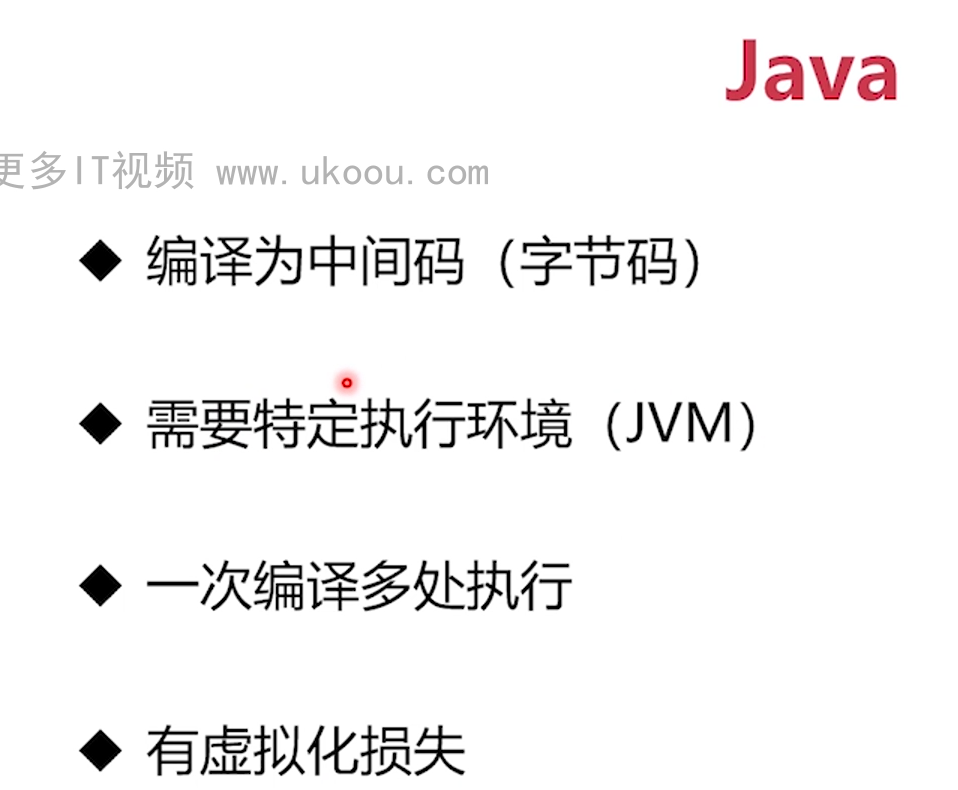 Java
更多IT视频 www.ukoou.com
◆ 编译为中间码（字节码）
◆ 需要特定执行环境（JVM）
◆ 一次编译多处执行
◆ 有虚拟化损失